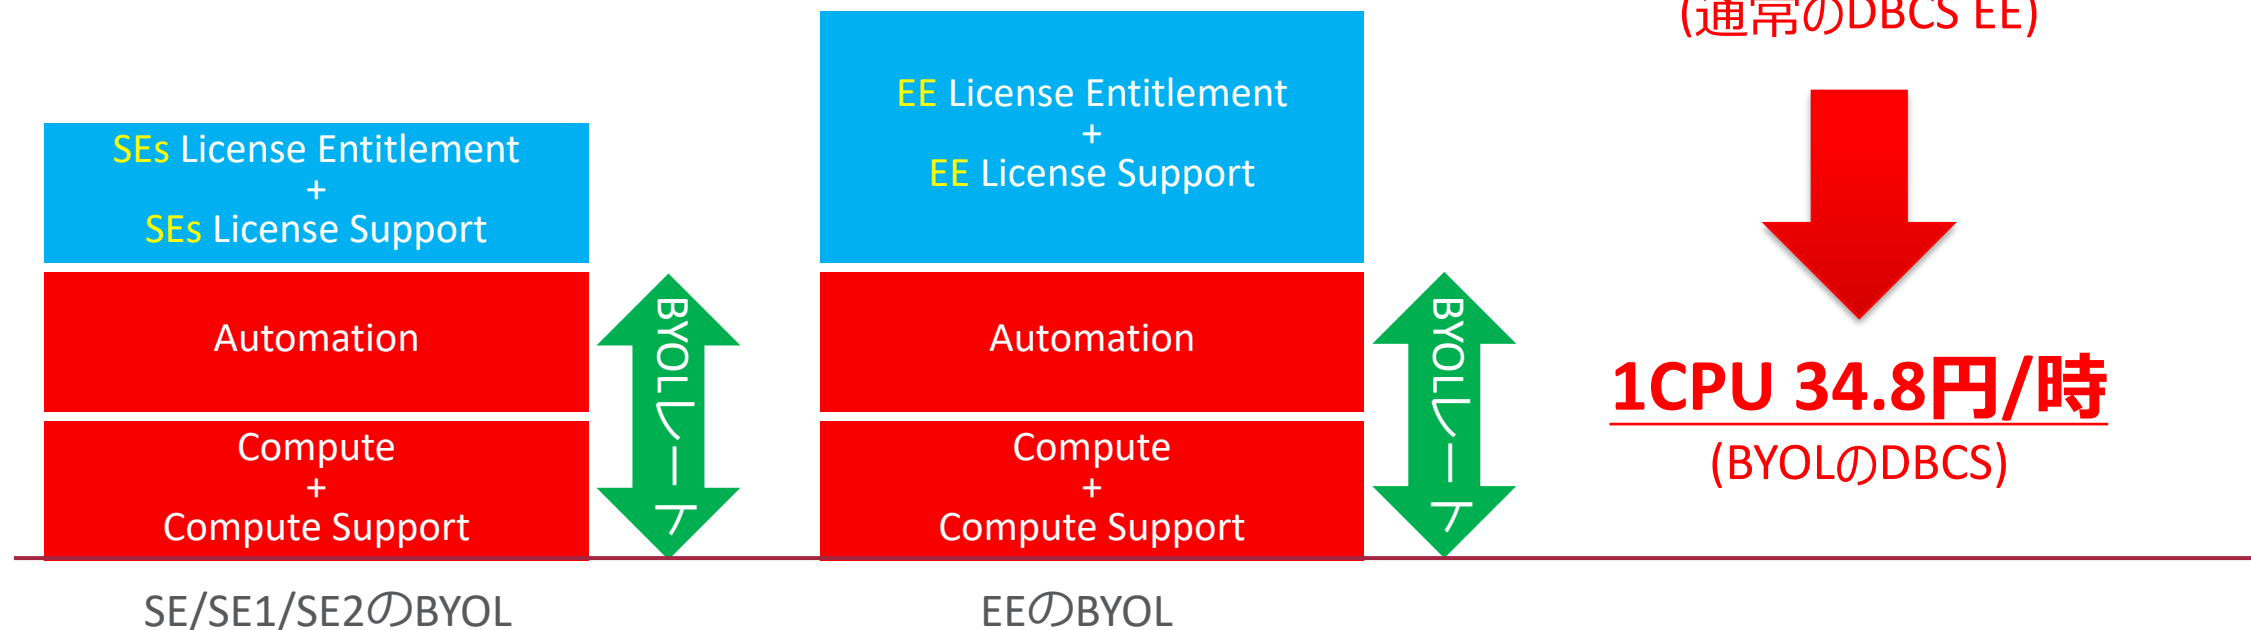 SEs License Entitlement
+
SEs License Support
Automation
Compute
+
Compute Support
BYOLレート
SE/SE1/SE2のBYOL
EE License Entitlement
+
EE License Support
Automation
Compute
+
Compute Support
BYOLレート
EEのBYOL
(通常のDBCS EE)
1CPU 34.8円/時
(BYOLのDBCS)